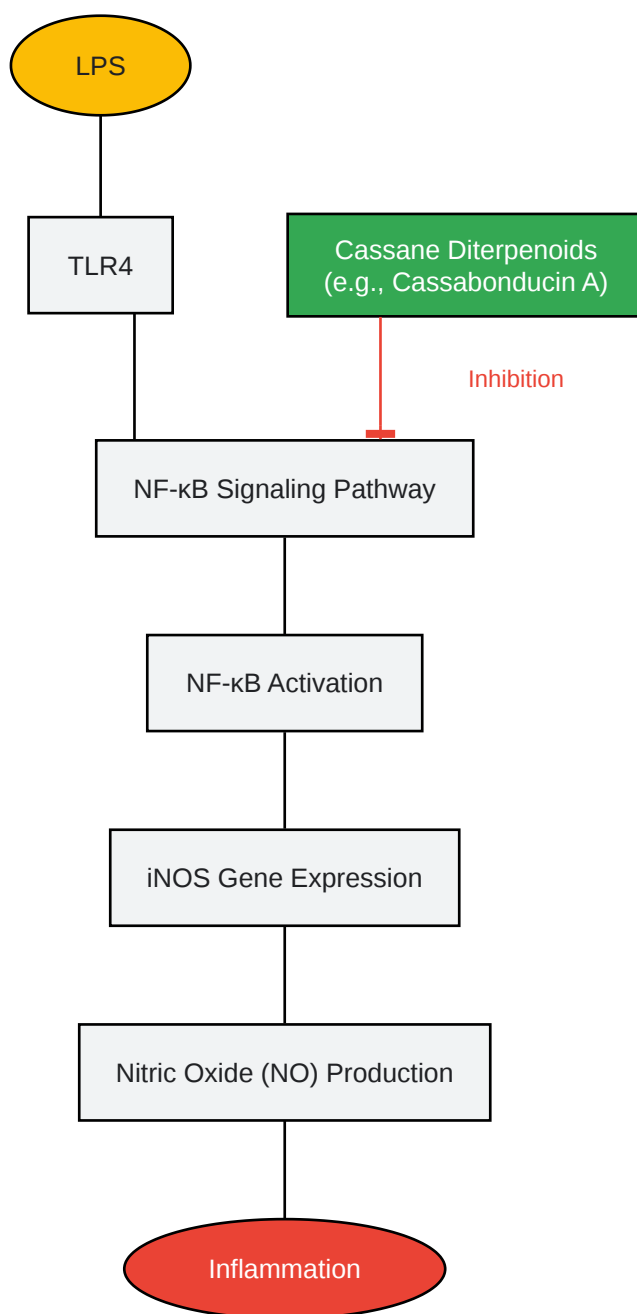 LPS
TLR4
Cassane Diterpenoids
(e.g., Cassabonducin A)
Inhibition
NF-κB Signaling Pathway
NF-κB Activation
iNOS Gene Expression
Nitric Oxide (NO) Production
Inflammation